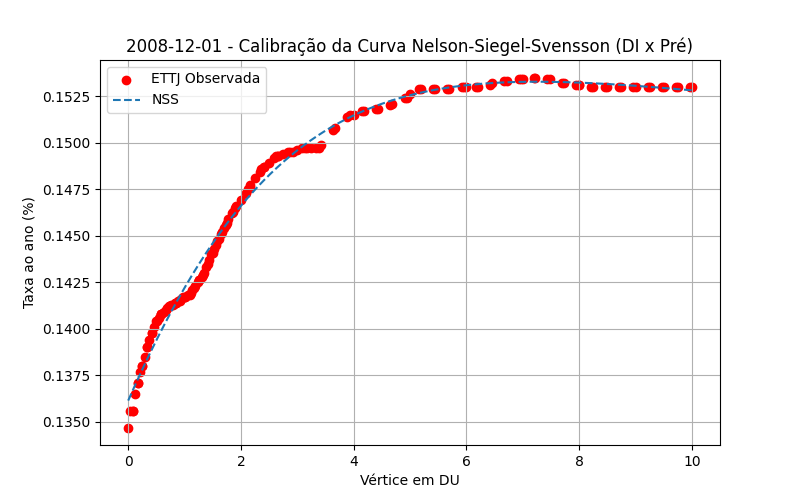 2008-12-01 - Calibração da Curva Nelson-Siegel-Svensson (DI x Pré)
ETTJ Observada
NSS
Taxa ao ano (%)
0.1525
0.1500
0.1475
0.1450
0.1425
0.1400
0.1375
0.1350
0 2 4 6 8 10
Vértice em DU